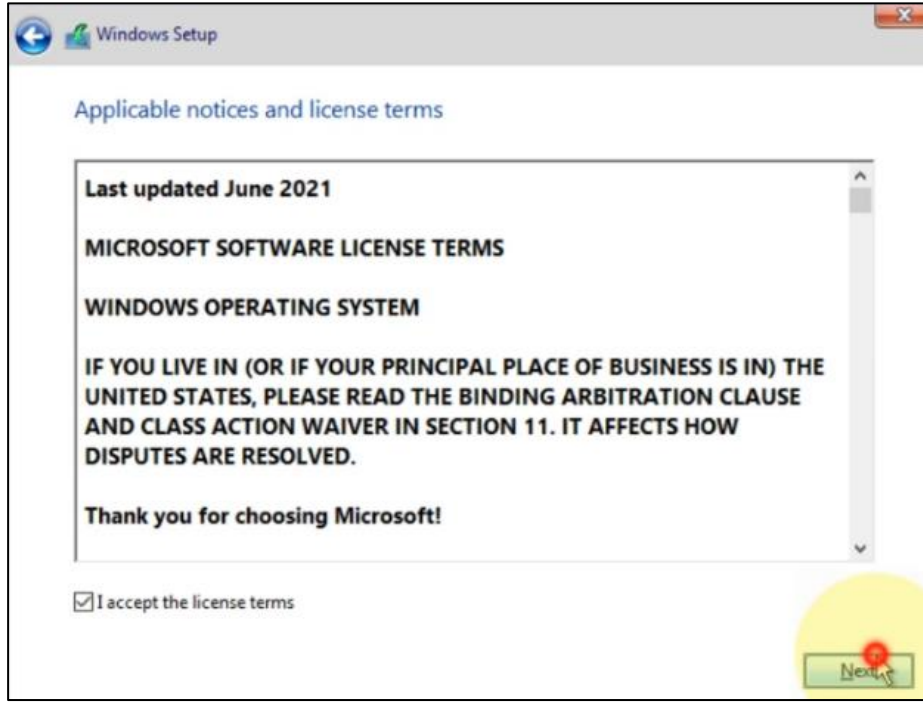 Windows Setup
Applicable notices and license terms
Last updated June 2021
MICROSOFT SOFTWARE LICENSE TERMS
WINDOWS OPERATING SYSTEM
IF YOU LIVE IN (OR IF YOUR PRINCIPAL PLACE OF BUSINESS IS IN) THE
UNITED STATES, PLEASE READ THE BINDING ARBITRATION CLAUSE
AND CLASS ACTION WAIVER IN SECTION 11. IT AFFECTS HOW
DISPUTES ARE RESOLVED.
Thank you for choosing Microsoft!
I accept the license terms
Next